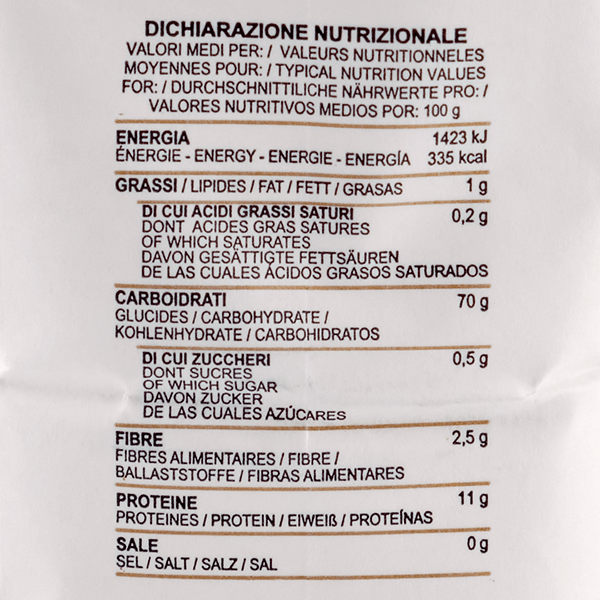 DICHIARAZIONE NUTRIZIONALE
VALORI MEDI PER: / VALEURS NUTRITIONNELES
MOYENNES POUR: / TYPICAL NUTRITION VALUES
FOR: / DURCHSCHNITTILICHE NÄHRWERTE PRO: /
VALORES NUTRITIVOS MEDIOS POR: 100 g
ENERGIA 1423 kJ
ÉNERGIE - ENERGY - ENERGIE - ENERGÍA 335 kcal
GRASSI / LIPIDES / FAT / FETT / GRASAS 1 g
DI CUI ACIDI GRASSI SATURI 0,2 g
DONT ACIDES GRAS SATURES
OF WHICH SATURATES
DAVON GESÄTTIGTE FETTSÄUREN
DE LAS CUALES ÁCIDOS GRASOS SATURADOS
CARBOIDRATI 70 g
GLUCIDES / CARBOHYDRATE /
KOHLENHYDRATE / CARBOHIDRATOS
DI CUI ZUCCHERI 0,5 g
DONT SUCRES
OF WHICH SUGAR
DAVON ZUCKER
DE LAS CUALES AZÚCARES
FIBRE 2,5 g
FIBRES ALIMENTAIRES / FIBRE /
BALLASTSTOFFE / FIBRAS ALIMENTARES
PROTEINE 11 g
PROTEINES / PROTEIN / EIWEIß / PROTEÍNAS
SALE 0 g
SEL / SALT / SALZ / SAL